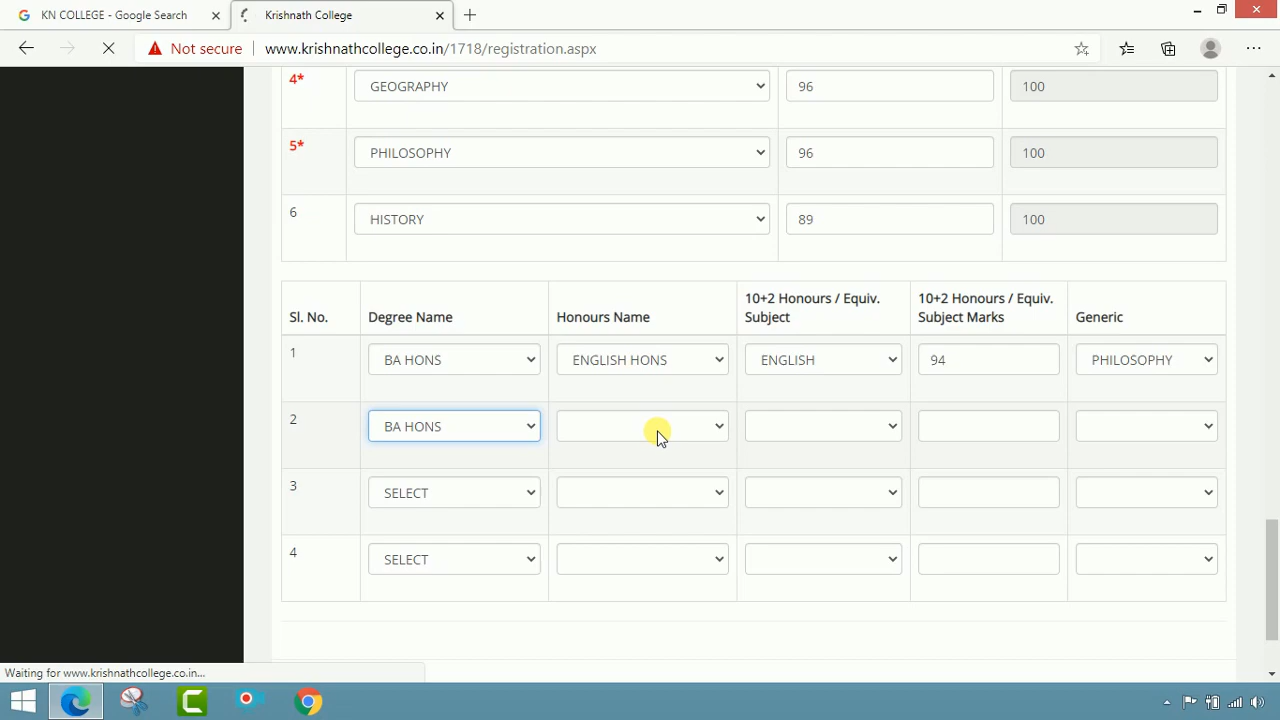 KN COLLEGE - Google Search
Krishnath College
Not secure
www.krishnathcollege.co.in/1718/registration.aspx
4* GEOGRAPHY 96 100
5* PHILOSOPHY 96 100
6 HISTORY 89 100
Sl. No. Degree Name Honours Name 10+2 Honours / Equiv. Subject 10+2 Honours / Equiv. Subject Marks Generic
1 BA HONS ENGLISH HONS ENGLISH 94 PHILOSOPHY
2 BA HONS
3 SELECT
4 SELECT
Waiting for www.krishnathcollege.co.in...